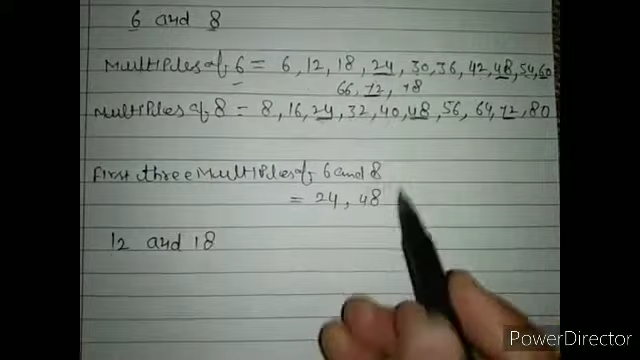 6 and 8
Multiples of 6 = 6, 12, 18, 24, 30, 36, 42, 48, 54, 60
66, 72, 78
Multiples of 8 = 8, 16, 24, 32, 40, 48, 56, 64, 72, 80
First three Multiples of 6 and 8
= 24, 48
12 and 18
PowerDirector